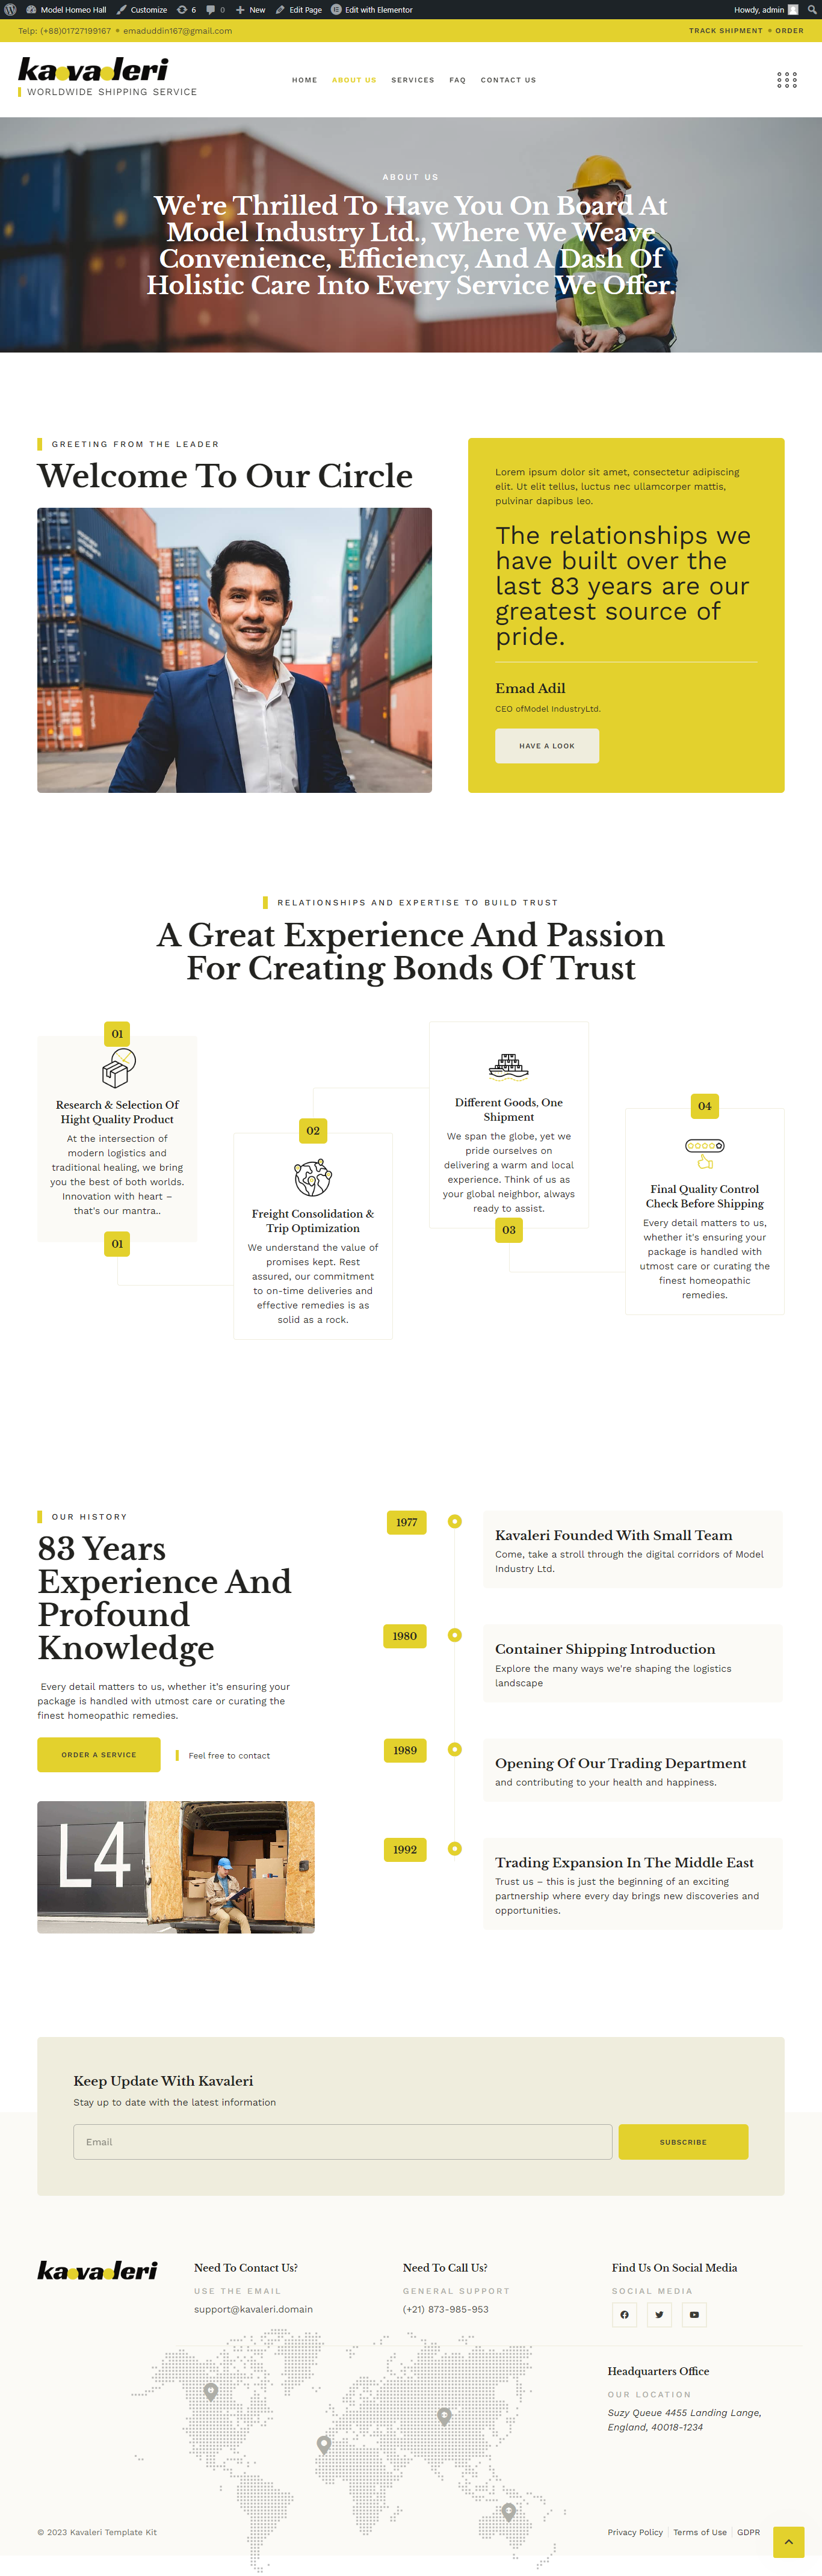 Model Homeo Hall Customize 6 0 New Edit Page Edit with Elementor Howdy, admin
Telp: (+88)01727199167 emaduddin167@gmail.com TRACK SHIPMENT ORDER
kavaleri
WORLDWIDE SHIPPING SERVICE
HOME ABOUT US SERVICES FAQ CONTACT US
ABOUT US
We're Thrilled To Have You On Board At
Model Industry Ltd., Where We Weave
Convenience, Efficiency, And A Dash Of
Holistic Care Into Every Service We Offer.
GREETING FROM THE LEADER
Welcome To Our Circle
Lorem ipsum dolor sit amet, consectetur adipiscing
elit. Ut elit tellus, luctus nec ullamcorper mattis,
pulvinar dapibus leo.
The relationships we
have built over the
last 83 years are our
greatest source of
pride.
Emad Adil
CEO ofModel IndustryLtd.
HAVE A LOOK
RELATIONSHIPS AND EXPERTISE TO BUILD TRUST
A Great Experience And Passion
For Creating Bonds Of Trust
01
Research & Selection Of
Hight Quality Product
At the intersection of
modern logistics and
traditional healing, we bring
you the best of both worlds.
Innovation with heart –
that's our mantra..
01
02
Freight Consolidation &
Trip Optimization
We understand the value of
promises kept. Rest
assured, our commitment
to on-time deliveries and
effective remedies is as
solid as a rock.
Different Goods, One
Shipment
We span the globe, yet we
pride ourselves on
delivering a warm and local
experience. Think of us as
your global neighbor, always
ready to assist.
03
04
Final Quality Control
Check Before Shipping
Every detail matters to us,
whether it's ensuring your
package is handled with
utmost care or curating the
finest homeopathic
remedies.
OUR HISTORY
83 Years
Experience And
Profound
Knowledge
Every detail matters to us, whether it's ensuring your
package is handled with utmost care or curating the
finest homeopathic remedies.
ORDER A SERVICE
Feel free to contact
L4
1977
Kavaleri Founded With Small Team
Come, take a stroll through the digital corridors of Model
Industry Ltd.
1980
Container Shipping Introduction
Explore the many ways we're shaping the logistics
landscape
1989
Opening Of Our Trading Department
and contributing to your health and happiness.
1992
Trading Expansion In The Middle East
Trust us – this is just the beginning of an exciting
partnership where every day brings new discoveries and
opportunities.
Keep Update With Kavaleri
Stay up to date with the latest information
Email
SUBSCRIBE
kavaleri
Need To Contact Us?
USE THE EMAIL
support@kavaleri.domain
Need To Call Us?
GENERAL SUPPORT
(+21) 873-985-953
Find Us On Social Media
SOCIAL MEDIA
Headquarters Office
OUR LOCATION
Suzy Queue 4455 Landing Lange,
England, 40018-1234
© 2023 Kavaleri Template Kit
Privacy Policy Terms of Use GDPR